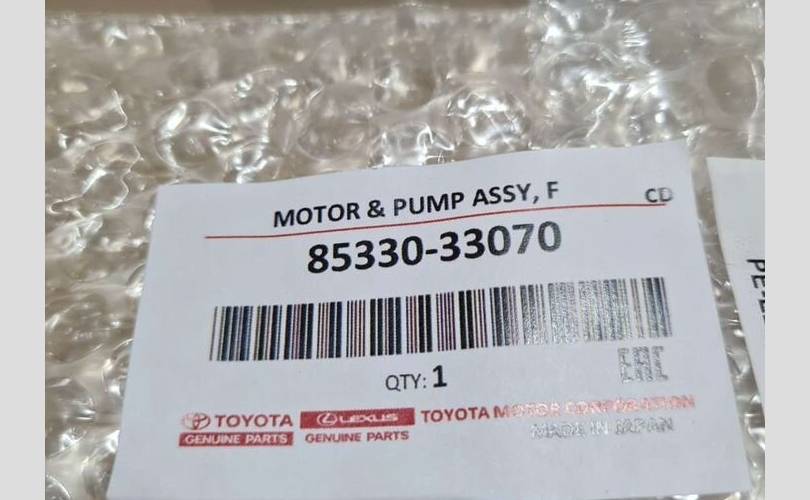 MOTOR & PUMP ASSY, F CD
85330-33070
QTY: 1
EAC
TOYOTA LEXUS TOYOTA MOTOR CORPORATION
GENUINE PARTS GENUINE PARTS MADE IN JAPAN